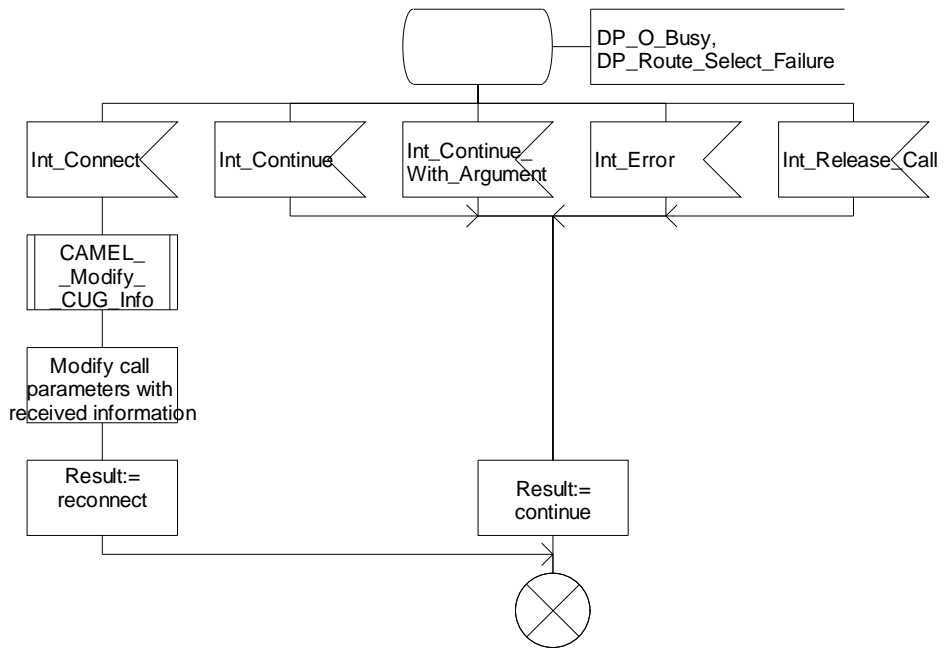 DP_O_Busy,
DP_Route_Select_Failure
Int_Connect
Int_Continue
Int_Continue_
With_Argument
Int_Error
Int_Release_Call
CAMEL_
_Modify_
_CUG_Info
Modify call
parameters with
received information
Result:=
reconnect
Result:=
continue